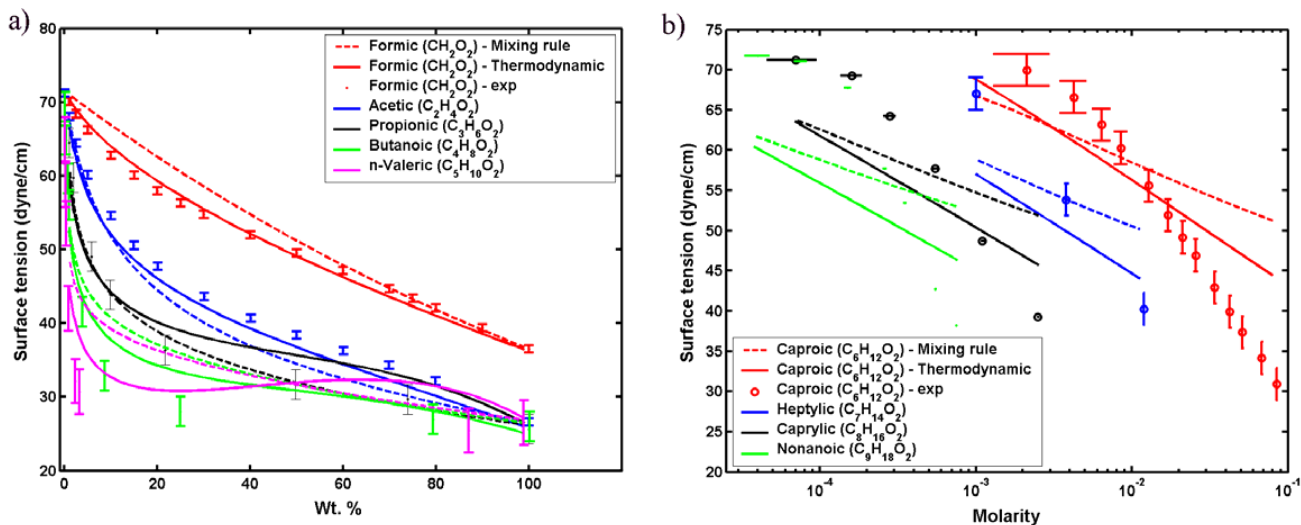 a)
Surface tension (dyne/cm)
80
70
60
50
40
30
20
0
20
40
60
80
100
Wt. %
Formic (CH2O2) - Mixing rule
Formic (CH2O2) - Thermodynamic
Formic (CH2O2) - exp
Acetic (C2H4O2)
Propionic (C3H6O2)
Butanoic (C4H8O2)
n-Valeric (C5H10O2)
b)
Surface tension (dyne/cm)
75
70
65
60
55
50
45
40
35
30
25
20
10^-4
10^-3
10^-2
10^-1
Molarity
Caproic (C6H12O2) - Mixing rule
Caproic (C6H12O2) - Thermodynamic
Caproic (C6H12O2) - exp
Heptylic (C7H14O2)
Caprylic (C8H16O2)
Nonanoic (C9H18O2)